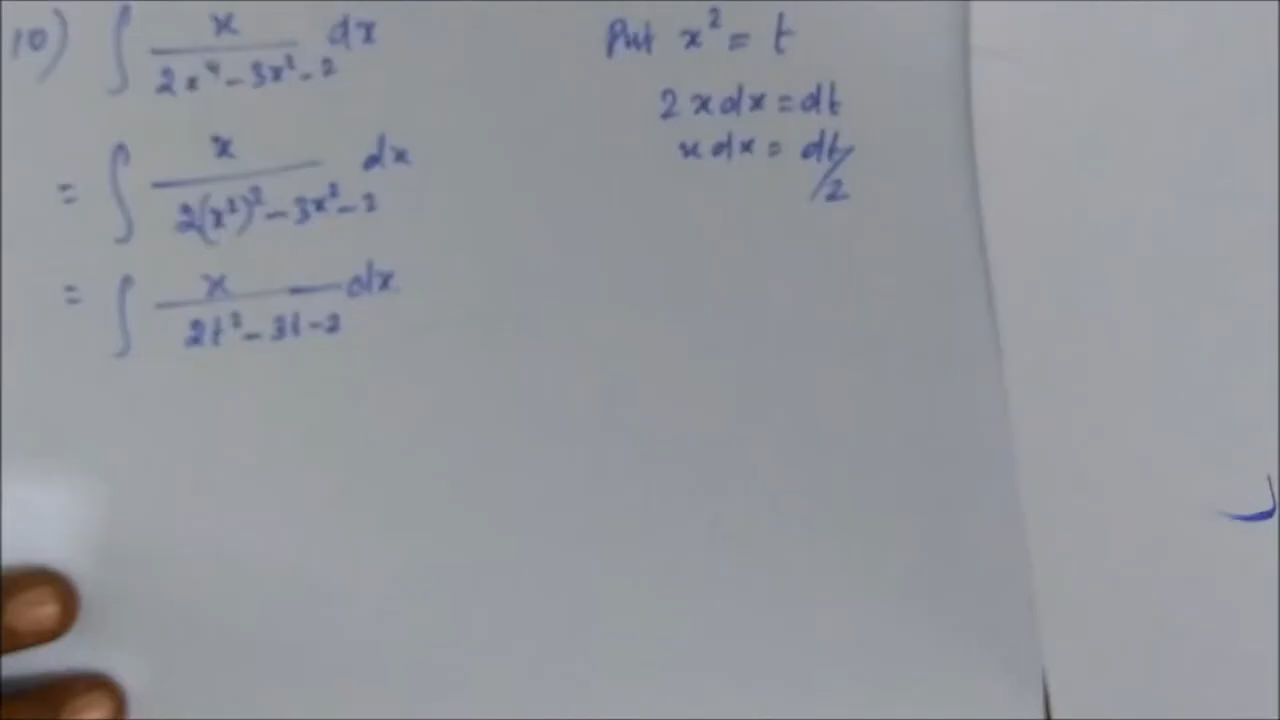 10) ∫ x / (2x⁴ - 3x² - 2) dx
Put x² = t
2x dx = dt
x dx = dt/2
= ∫ x / (2(x²)² - 3x² - 2) dx
= ∫ x / (2t² - 3t - 2) dx